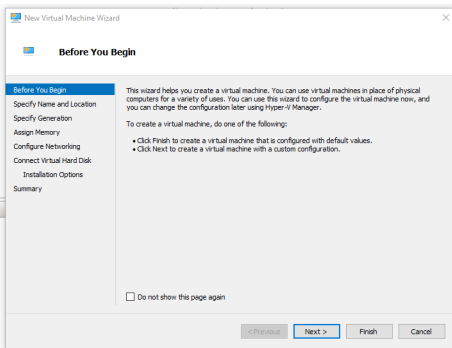 New Virtual Machine Wizard
Before You Begin
Before You Begin
Specify Name and Location
Specify Generation
Assign Memory
Configure Networking
Connect Virtual Hard Disk
Installation Options
Summary
This wizard helps you create a virtual machine. You can use virtual machines in place of physical
computers for a variety of uses. You can use this wizard to configure the virtual machine now, and
you can change the configuration later using Hyper-V Manager.
To create a virtual machine, do one of the following:
• Click Finish to create a virtual machine that is configured with default values.
• Click Next to create a virtual machine with a custom configuration.
Do not show this page again
< Previous
Next >
Finish
Cancel